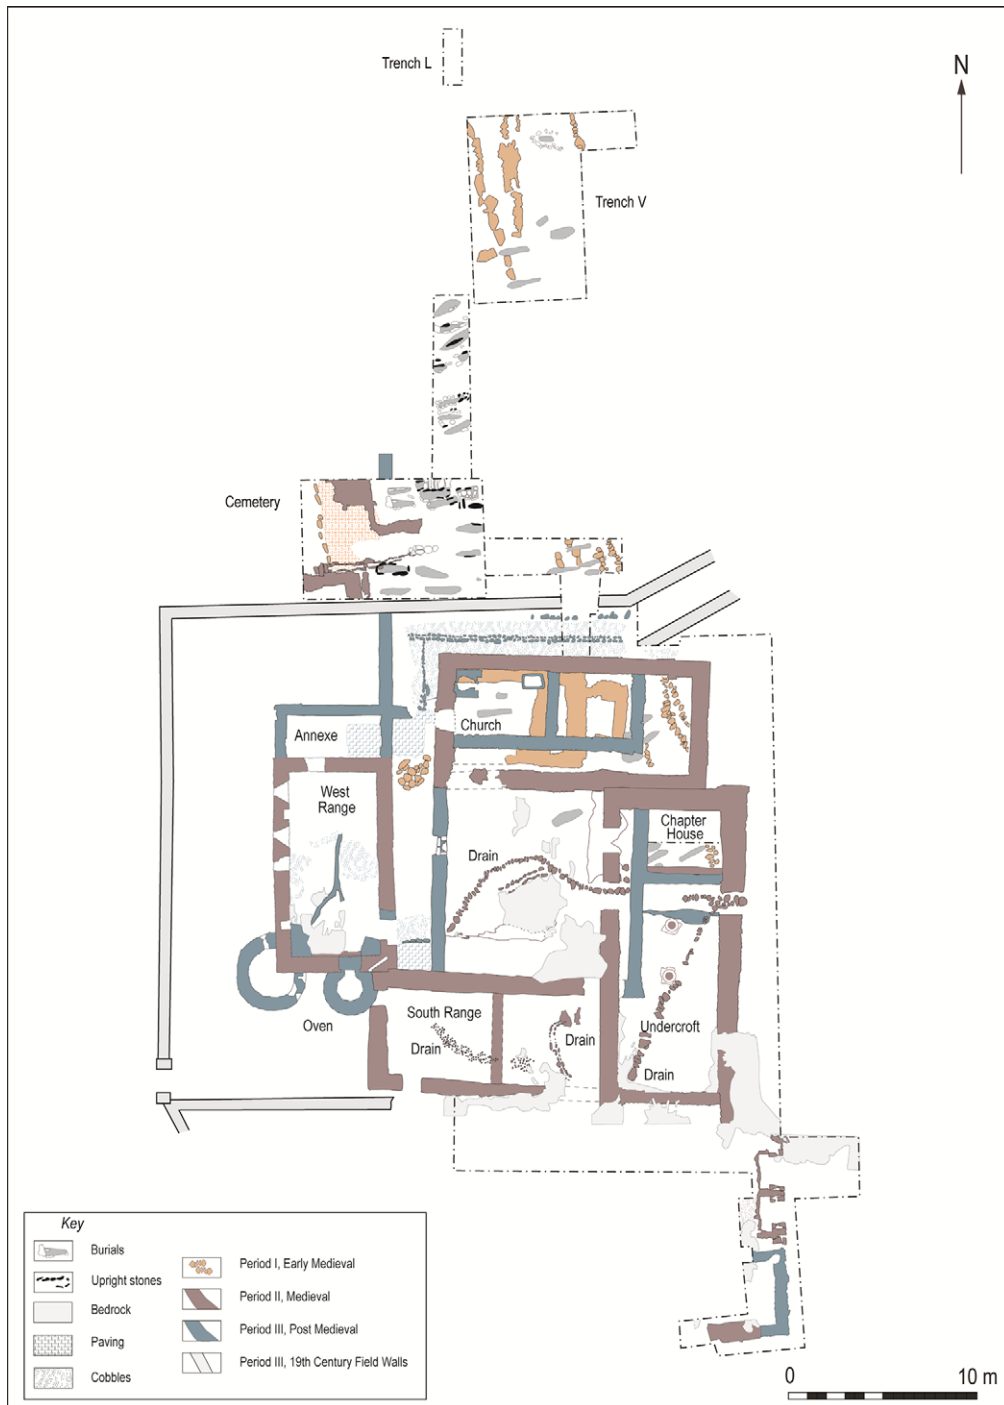 Trench L
N
Trench V
Cemetery
Church
Annexe
West
Range
Chapter
House
Drain
Oven
South Range
Drain
Drain
Undercroft
Drain
Key
Burials
Upright stones
Bedrock
Paving
Cobbles
Period I, Early Medieval
Period II, Medieval
Period III, Post Medieval
Period III, 19th Century Field Walls
0 10 m